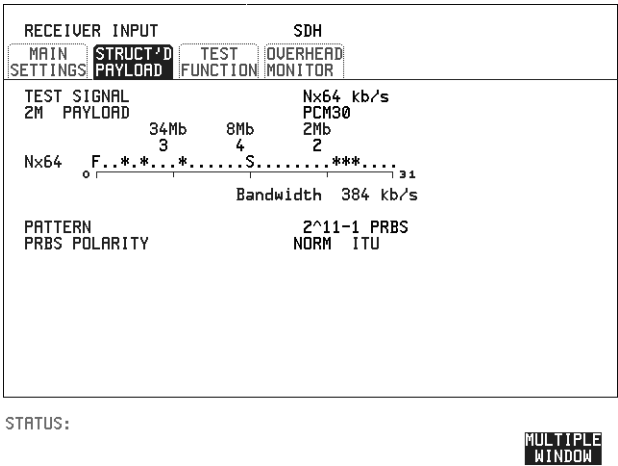 RECEIVER INPUT SDH
MAIN SETTINGS
STRUCT'D PAYLOAD
TEST FUNCTION
OVERHEAD MONITOR
TEST SIGNAL Nx64 kb/s
2M PAYLOAD PCM30
34Mb 8Mb 2Mb
3 4 2
Nx64 F..*.*...*......S........***....
0 31
Bandwidth 384 kb/s
PATTERN 2^11-1 PRBS
PRBS POLARITY NORM ITU
STATUS:
MULTIPLE
WINDOW